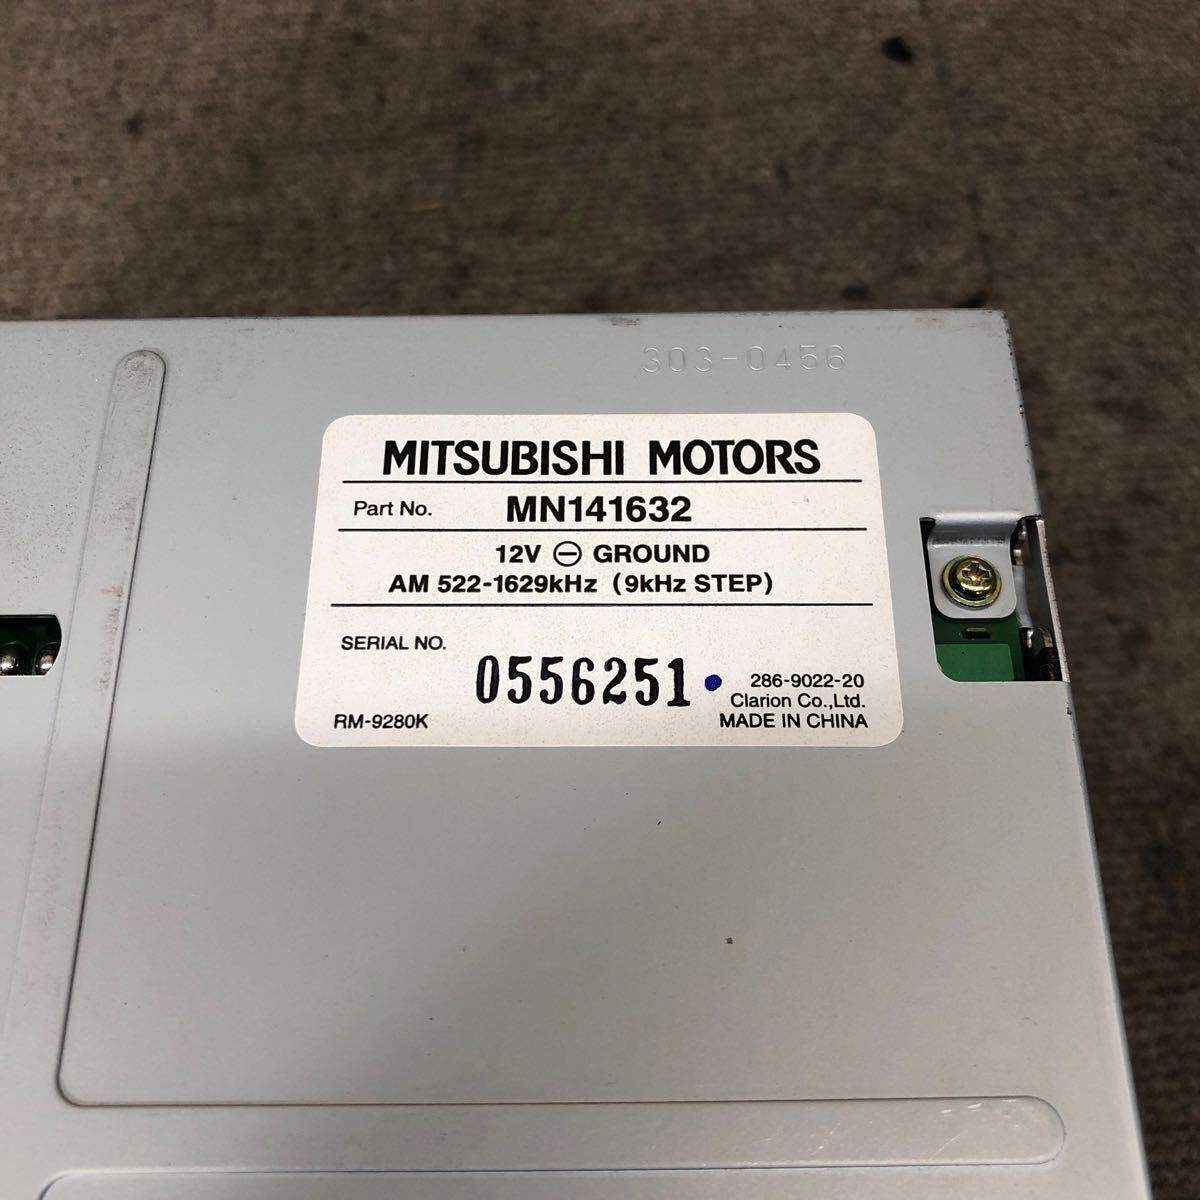 303-0456
MITSUBISHI MOTORS
Part No. MN141632
12V ⊖ GROUND
AM 522-1629kHz (9kHz STEP)
SERIAL NO.
0556251
286-9022-20
Clarion Co.,Ltd.
RM-9280K MADE IN CHINA